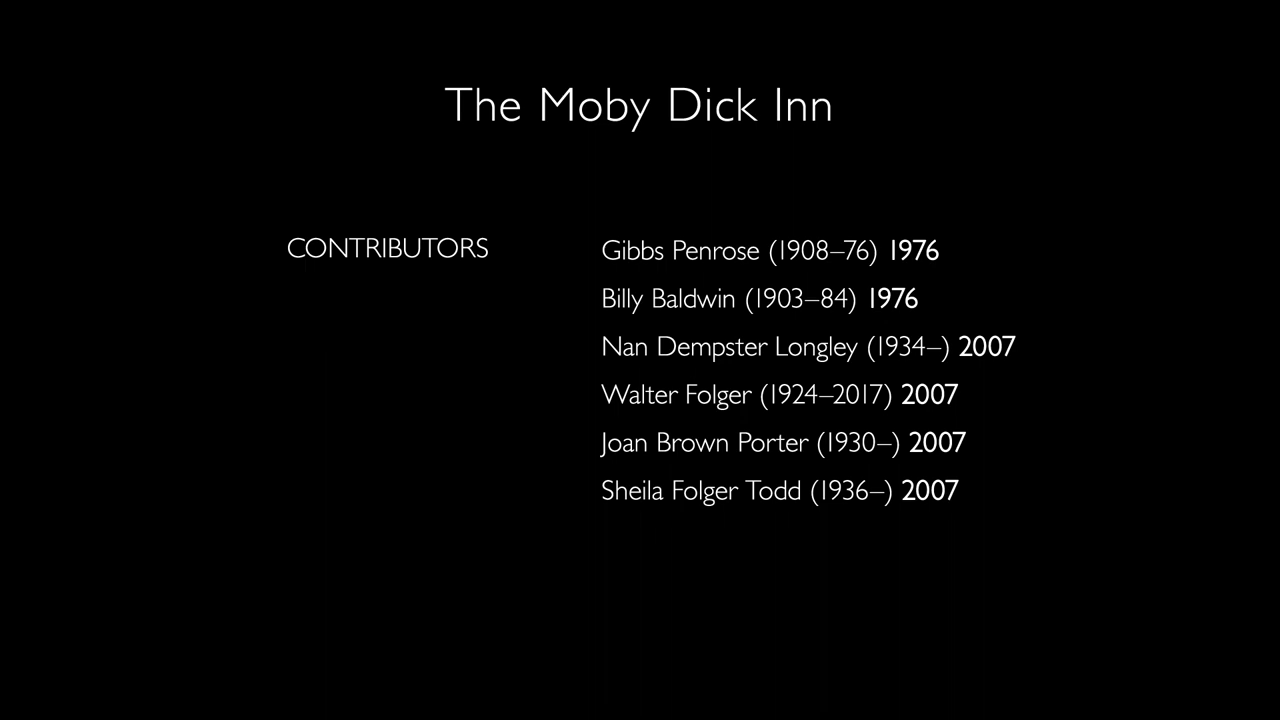 The Moby Dick Inn
CONTRIBUTORS
Gibbs Penrose (1908–76) 1976
Billy Baldwin (1903–84) 1976
Nan Dempster Longley (1934–) 2007
Walter Folger (1924–2017) 2007
Joan Brown Porter (1930–) 2007
Sheila Folger Todd (1936–) 2007